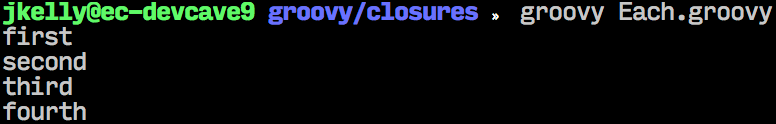 jkelly@ec-devcave9 groovy/closures » groovy Each.groovy
first
second
third
fourth